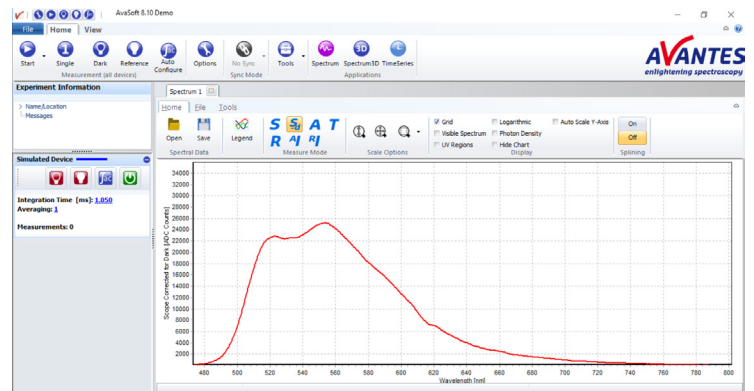 AvaSoft 8.10 Demo
File Home View
Start Single Dark Reference Auto Configure Options No Sync Tools Spectrum Spectrum3D TimeSeries
Measurement (all devices) Sync Mode Applications
AVANTES
enlightening spectroscopy
Experiment Information
Name/Location
Messages
Simulated Device
Integration Time [ms]: 1.050
Averaging: 1
Measurements: 0
Spectrum 1
Home File Tools
Open Save Legend
S Sd A T
R AI RI
Grid Logarithmic Auto Scale Y-Axis
Visible Spectrum Photon Density
UV Regions Hide Chart
On
Off
Spectral Data Measure Mode Scale Options Display Splining
Scope Corrected for Dark [ADC Counts]
34000
32000
30000
28000
26000
24000
22000
20000
18000
16000
14000
12000
10000
8000
6000
4000
2000
480 500 520 540 560 580 600 620 640 660 680 700 720 740 760 780 800
Wavelength [nm]